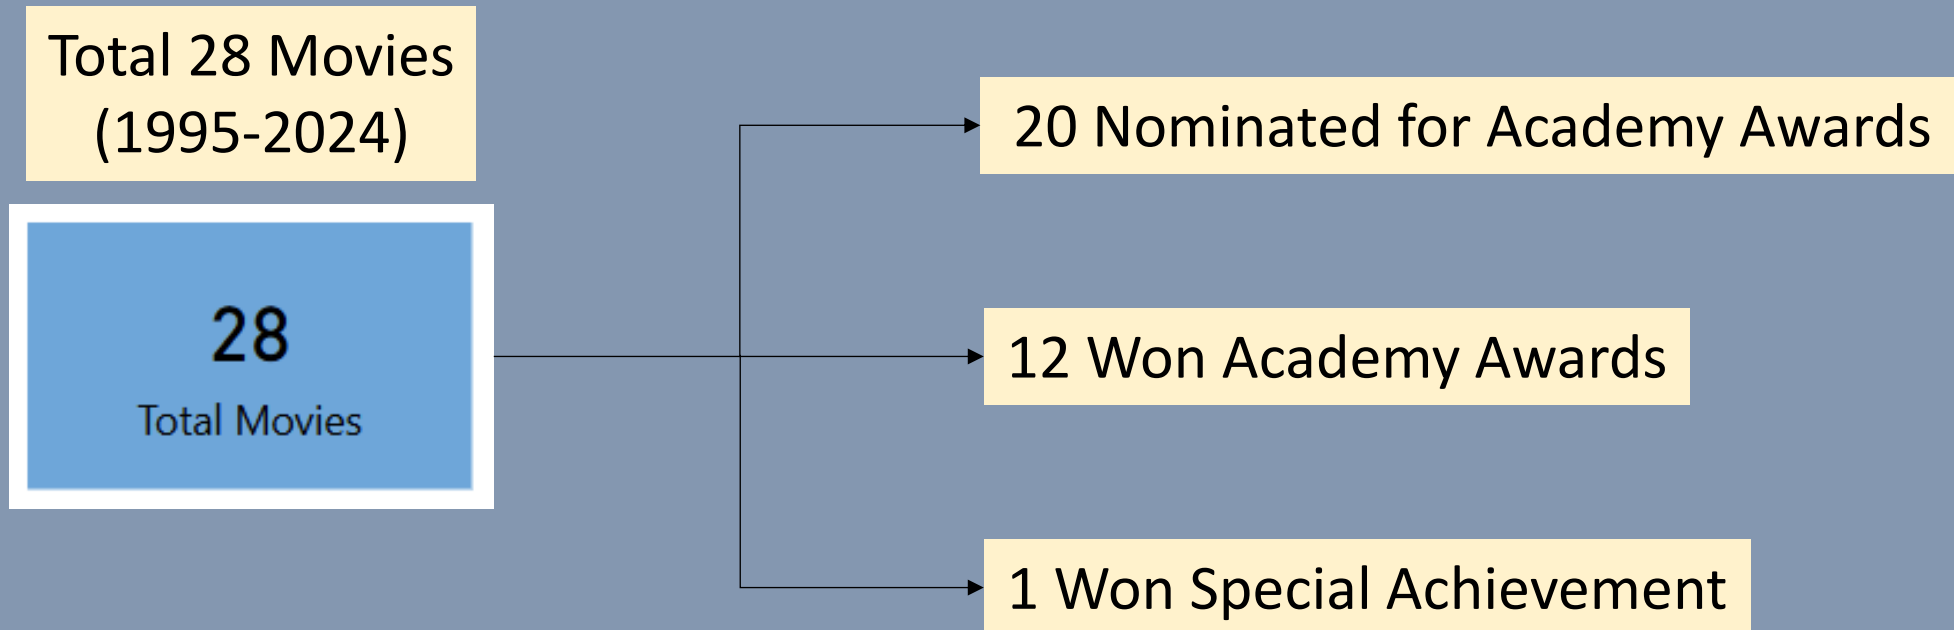 Total 28 Movies
(1995-2024)
28
Total Movies
20 Nominated for Academy Awards
12 Won Academy Awards
1 Won Special Achievement